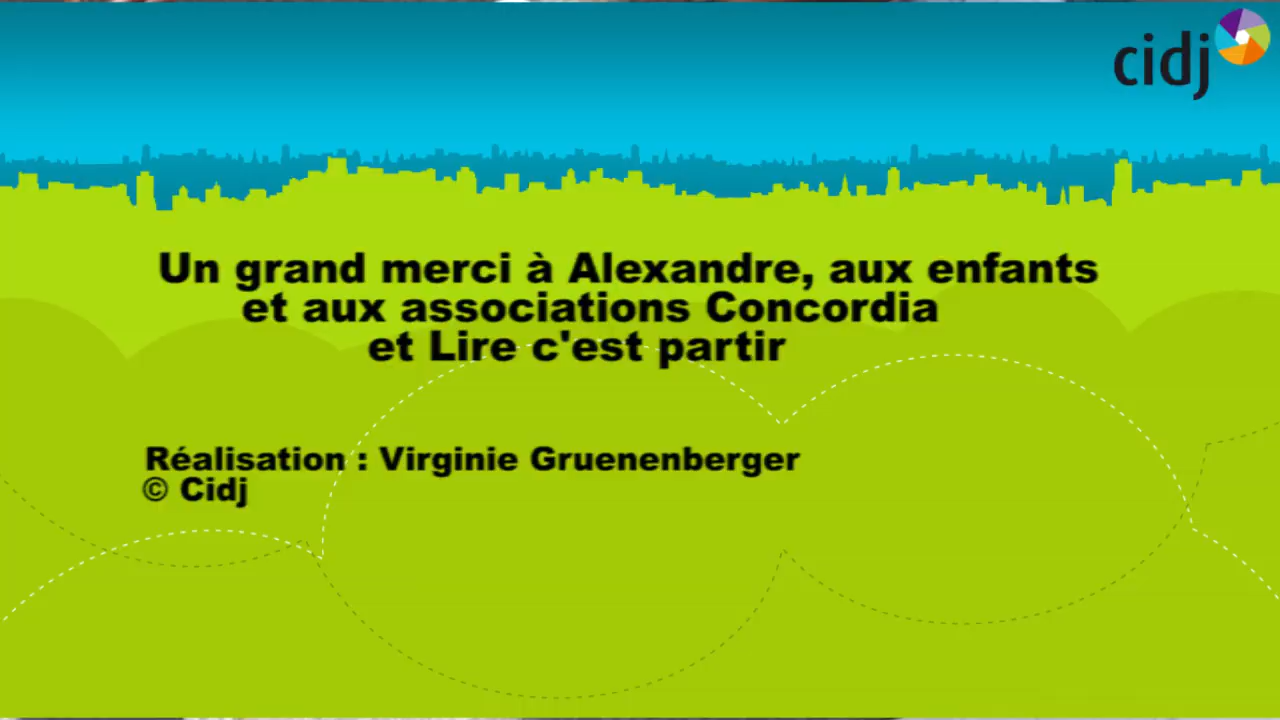 cidj
Un grand merci à Alexandre, aux enfants
et aux associations Concordia
et Lire c'est partir
Réalisation : Virginie Gruenenberger
© Cidj